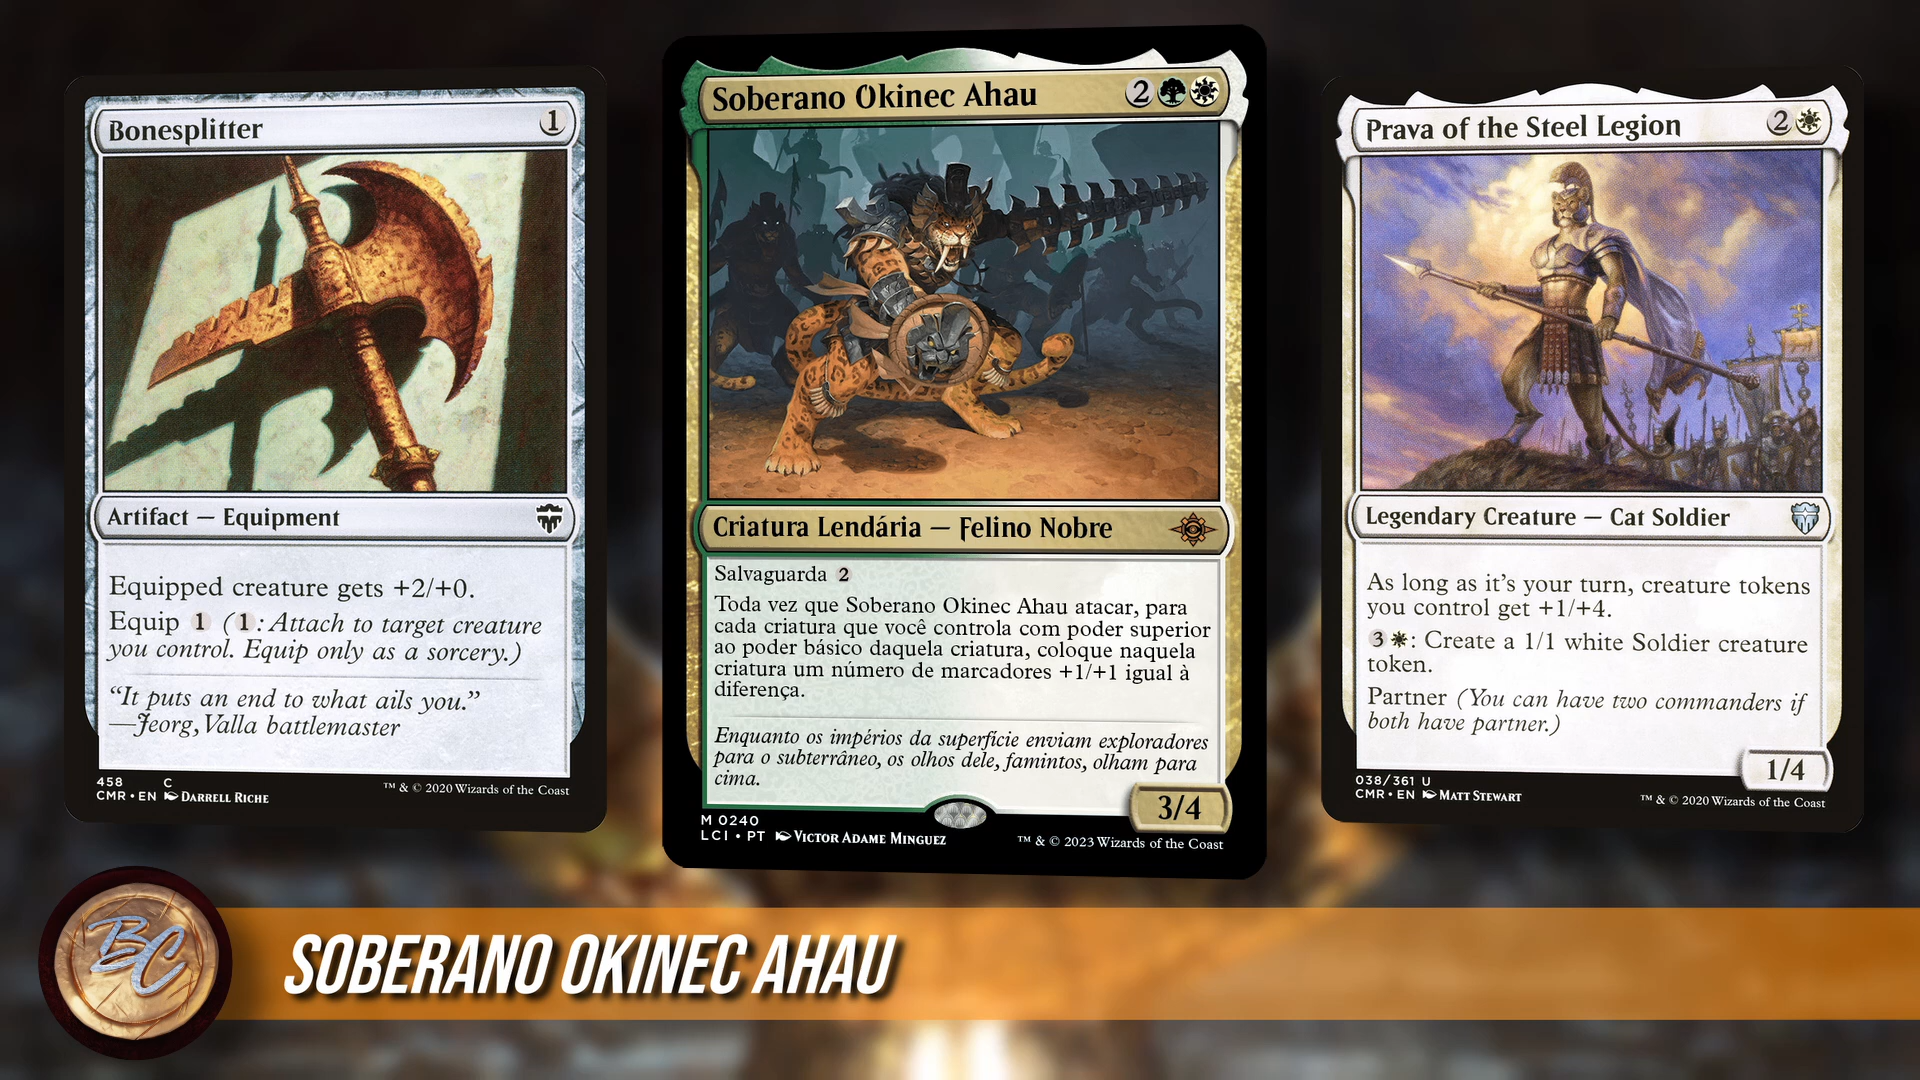 Bonesplitter
1
Artifact — Equipment
Equipped creature gets +2/+0.
Equip 1 (1: Attach to target creature
you control. Equip only as a sorcery.)
“It puts an end to what ails you.”
—Jeorg, Valla battlemaster
458 C
CMR • EN DARRELL RICHE
™ & © 2020 Wizards of the Coast
Soberano Okinec Ahau
2
Criatura Lendária — Felino Nobre
Salvaguarda 2
Toda vez que Soberano Okinec Ahau atacar, para
cada criatura que você controla com poder superior
ao poder básico daquela criatura, coloque naquela
criatura um número de marcadores +1/+1 igual à
diferença.
Enquanto os impérios da superfície enviam exploradores
para o subterrâneo, os olhos dele, famintos, olham para
cima.
3/4
M 0240
LCI • PT VICTOR ADAME MINGUEZ
™ & © 2023 Wizards of the Coast
Prava of the Steel Legion
2
Legendary Creature — Cat Soldier
As long as it’s your turn, creature tokens
you control get +1/+4.
3: Create a 1/1 white Soldier creature
token.
Partner (You can have two commanders if
both have partner.)
1/4
038/361 U
CMR • EN MATT STEWART
™ & © 2020 Wizards of the Coast
BC
SOBERANO OKINEC AHAU